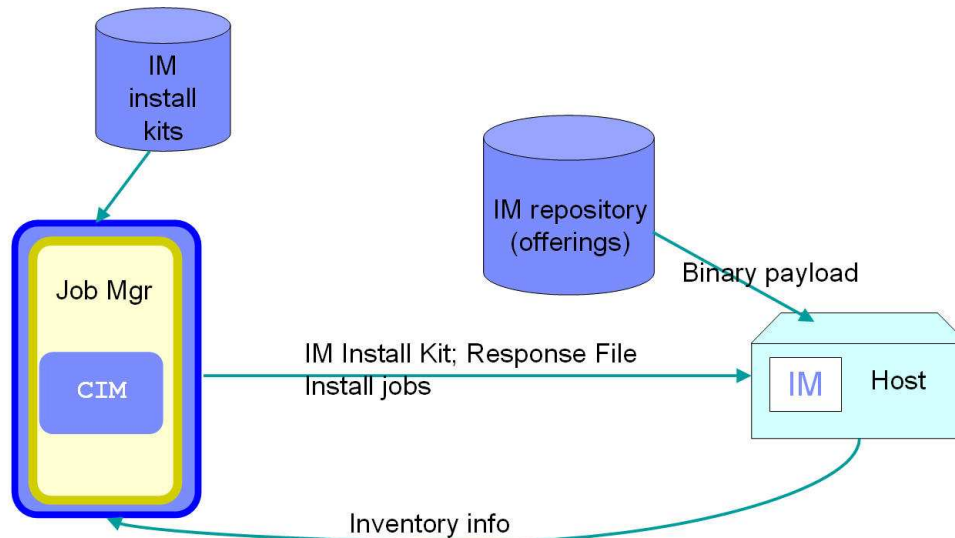 IM
install
kits
IM repository
(offerings)
Binary payload
Job Mgr
CIM
IM Install Kit; Response File
Install jobs
IM
Host
Inventory info